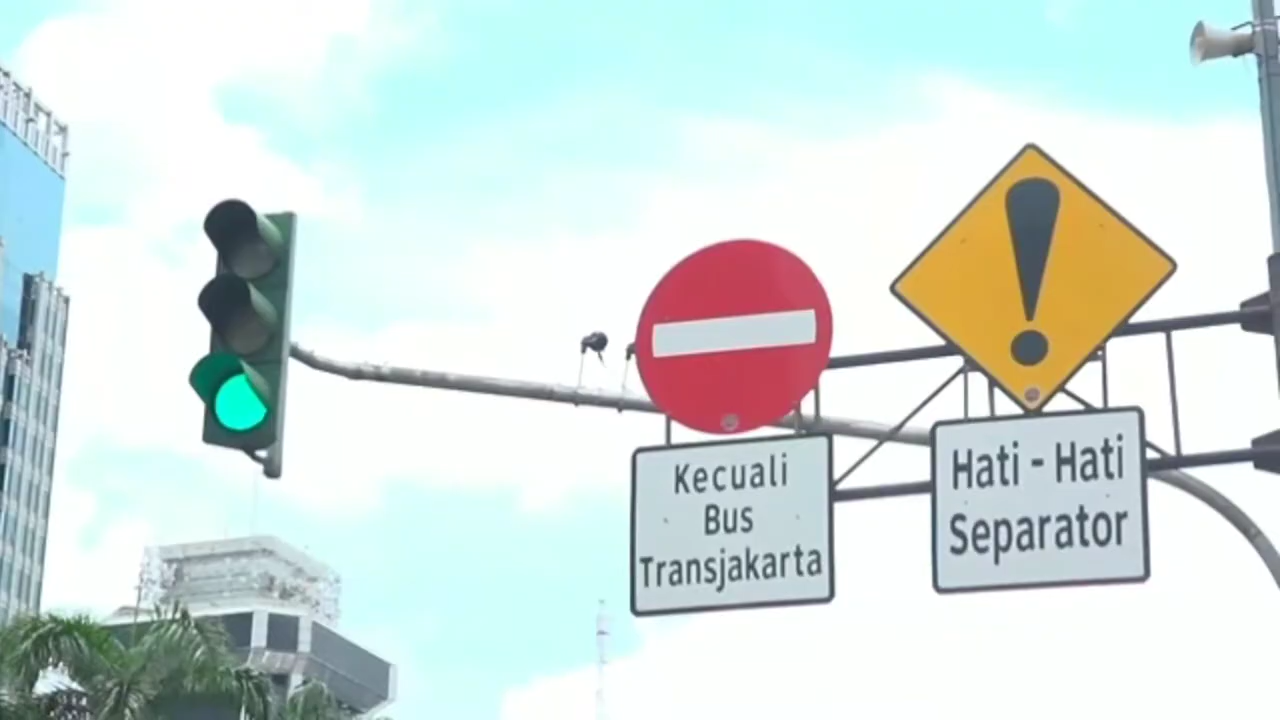 Kecuali
Bus
Transjakarta
Hati - Hati
Separator